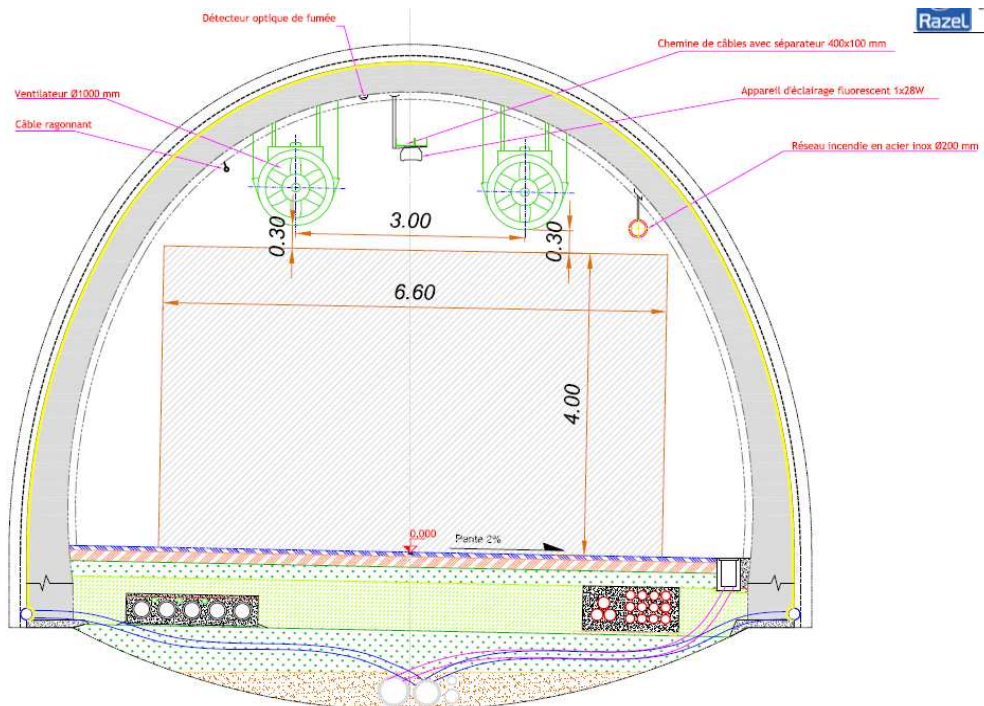 Razel
Détecteur optique de fumée
Chemine de câbles avec séparateur 400x100 mm
Ventilateur Ø1000 mm
Appareil d'éclairage fluorescent 1x28W
Câble ragonnant
Réseau incendie en acier inox Ø200 mm
0.30
3.00
0.30
6.60
4.00
0.000
Pente 2%